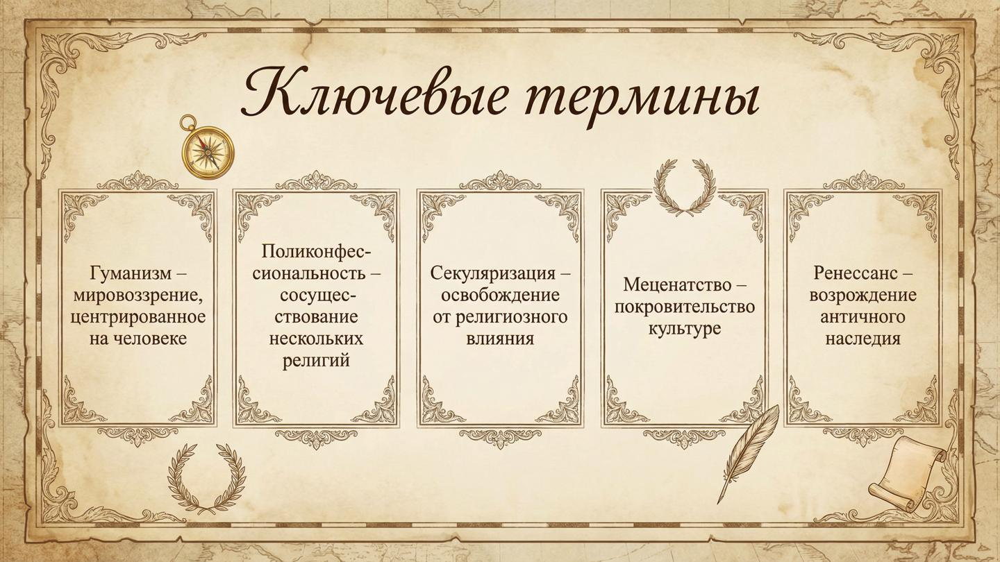 Ключевые термины
Гуманизм –
мировоззрение,
центрированное
на человеке
Поликонфес-
сиональность –
сосущес-
ствование
нескольких
религий
Секуляризация –
освобождение
от религиозного
влияния
Меценатство –
покровительство
культуре
Ренессанс –
возрождение
античного
наследия